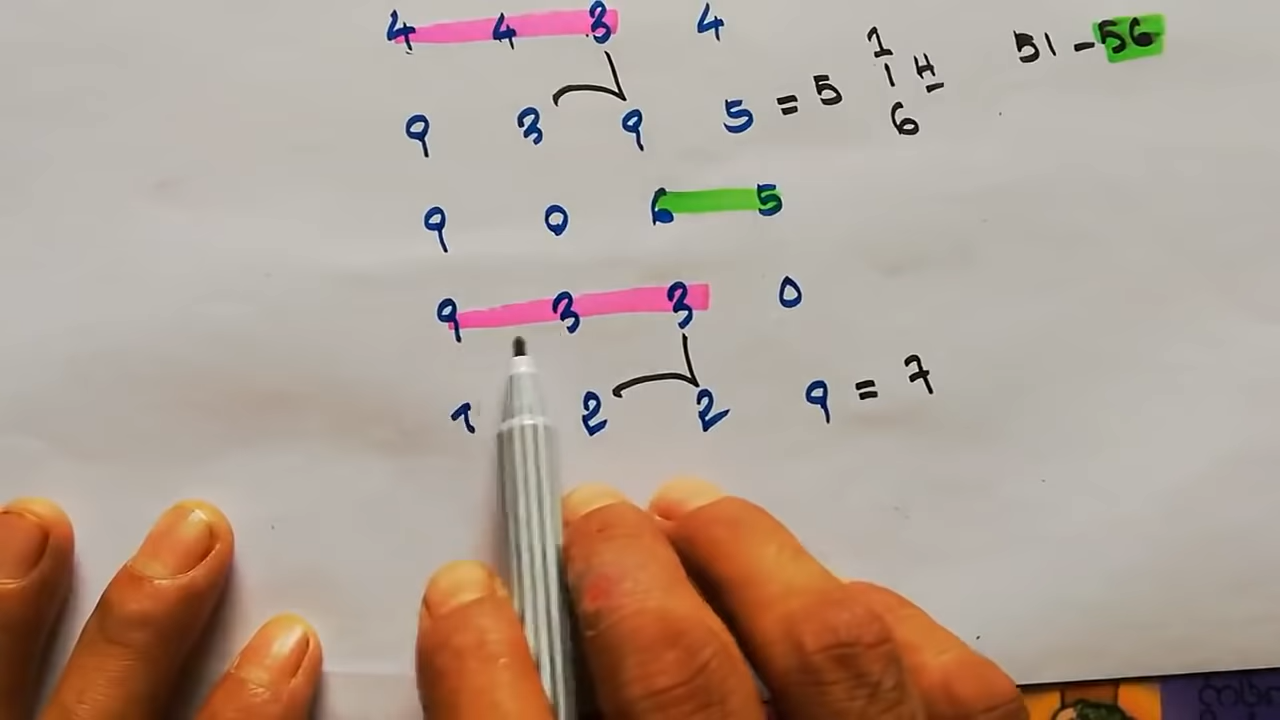 4 4 3 4
9 3 9 5 = 5
1
1 H
6
51 - 56
9 0 6 5
9 3 3 0
2 2 9 = 7